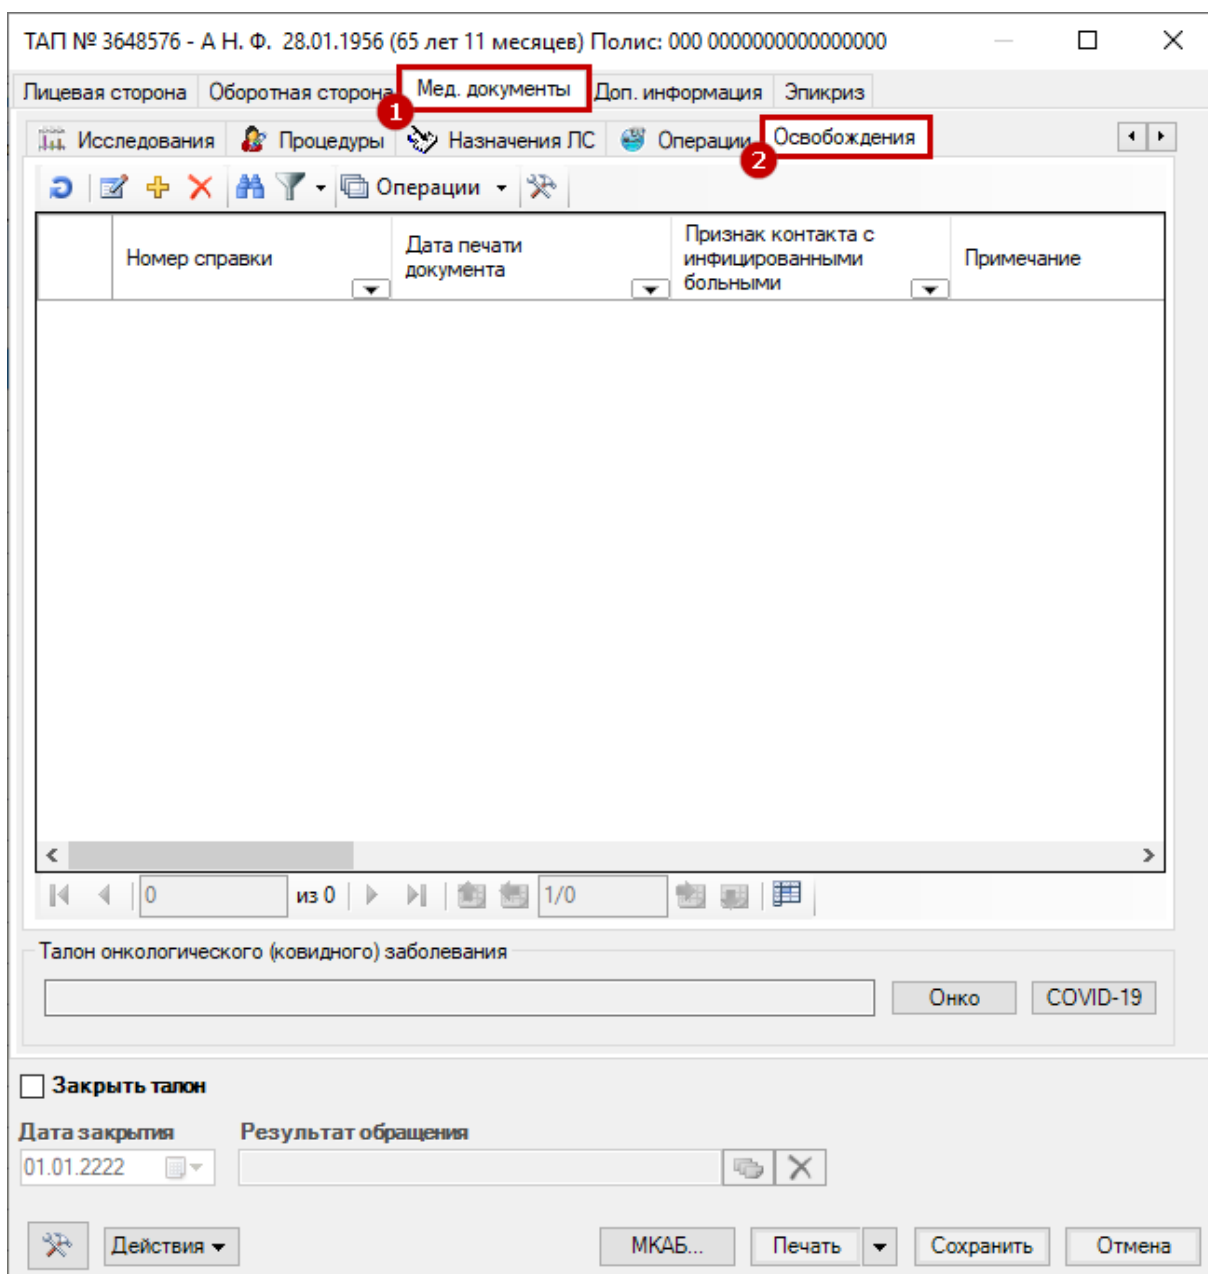 ТАП № 3648576 - А Н. Ф. 28.01.1956 (65 лет 11 месяцев) Полис: 000 0000000000000000
Лицевая сторона Оборотная сторона Мед. документы Доп. информация Эпикриз
1
Исследования Процедуры Назначения ЛС Операции Освобождения
2
Операции
Номер справки
Дата печати
документа
Признак контакта с
инфицированными
больными
Примечание
0 из 0 1/0
Талон онкологического (ковидного) заболевания
Онко COVID-19
Закрыть талон
Дата закрытия Результат обращения
01.01.2222
Действия МКАБ... Печать Сохранить Отмена